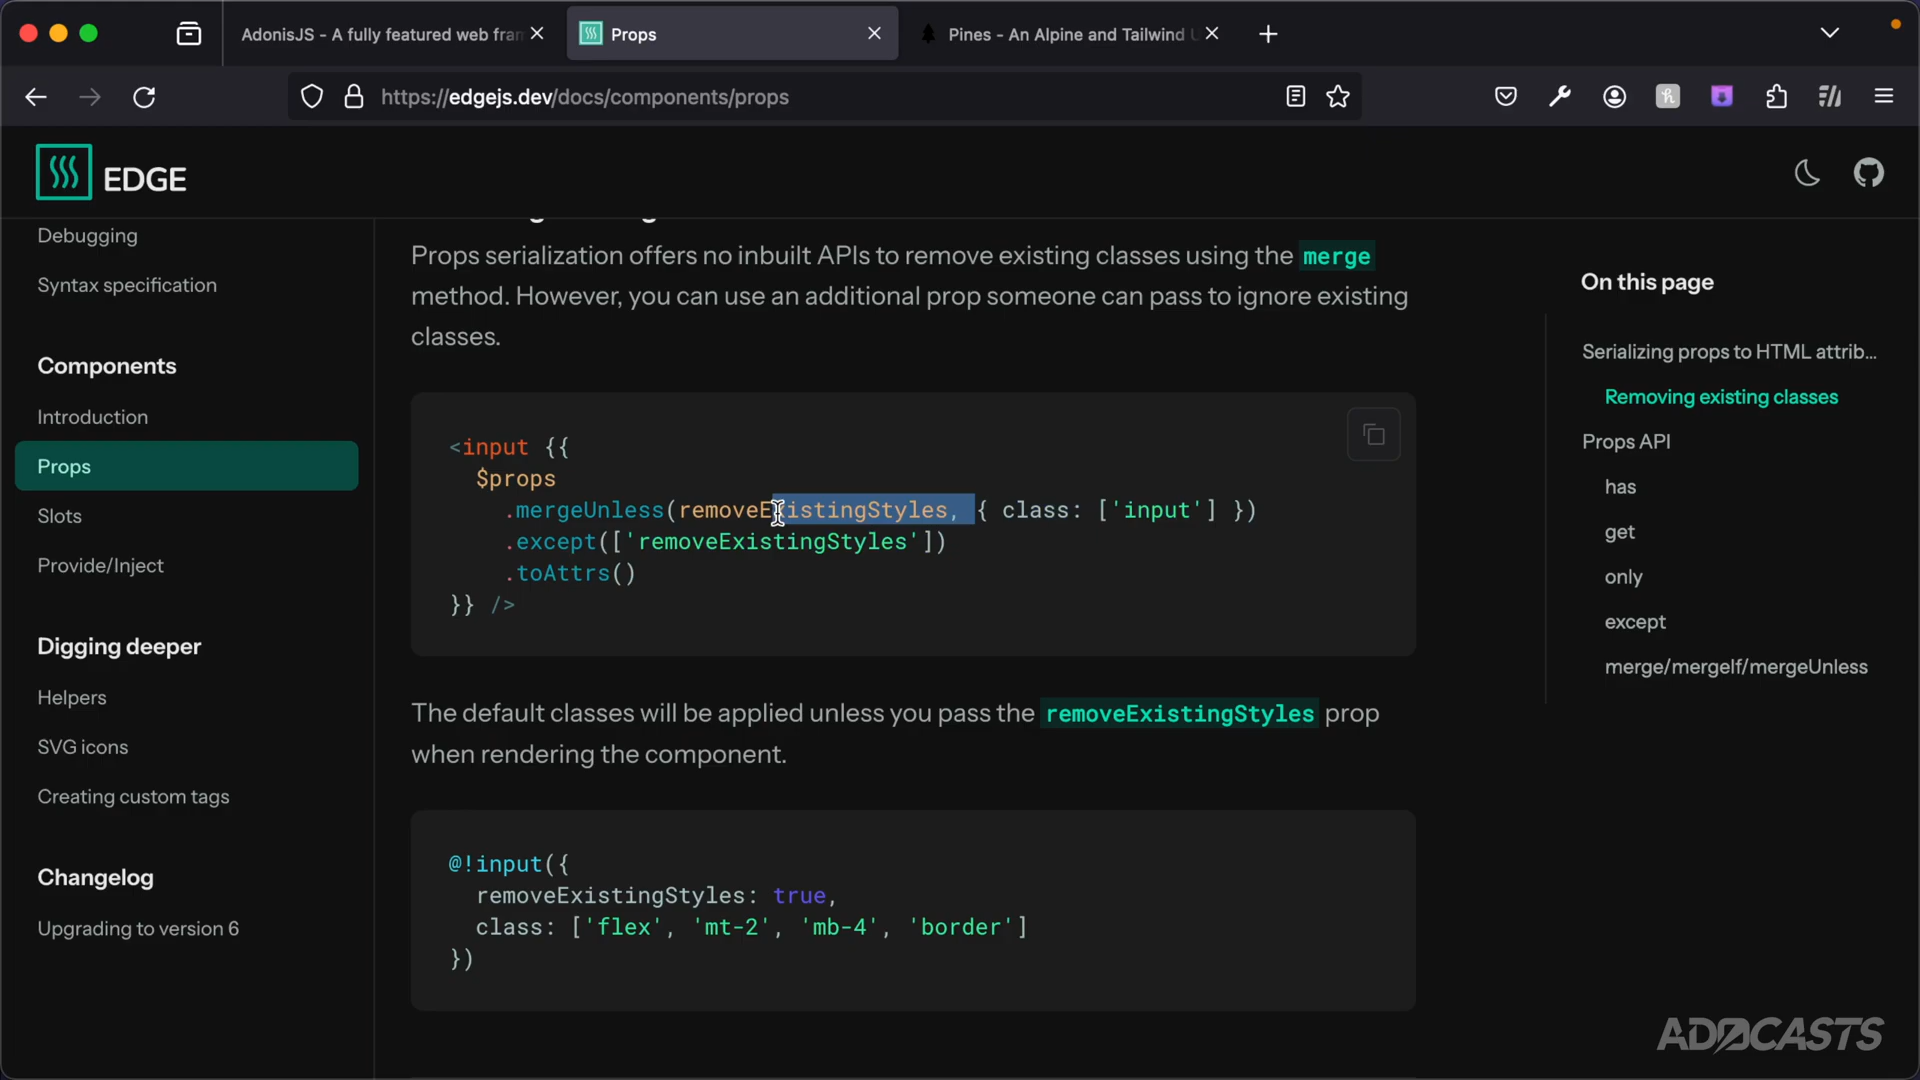 AdonisJS - A fully featured web fram
Props
Pines - An Alpine and Tailwind U
https://edgejs.dev/docs/components/props
EDGE
Debugging
Syntax specification
Components
Introduction
Props
Slots
Provide/Inject
Digging deeper
Helpers
SVG icons
Creating custom tags
Changelog
Upgrading to version 6
Props serialization offers no inbuilt APIs to remove existing classes using the merge
method. However, you can use an additional prop someone can pass to ignore existing
classes.
<input {{
$props
.mergeUnless(removeExistingStyles, { class: ['input'] })
.except(['removeExistingStyles'])
.toAttrs()
}} />
The default classes will be applied unless you pass the removeExistingStyles prop
when rendering the component.
@!input({
removeExistingStyles: true,
class: ['flex', 'mt-2', 'mb-4', 'border']
})
On this page
Serializing props to HTML attrib...
Removing existing classes
Props API
has
get
only
except
merge/mergeIf/mergeUnless
ADOCASTS